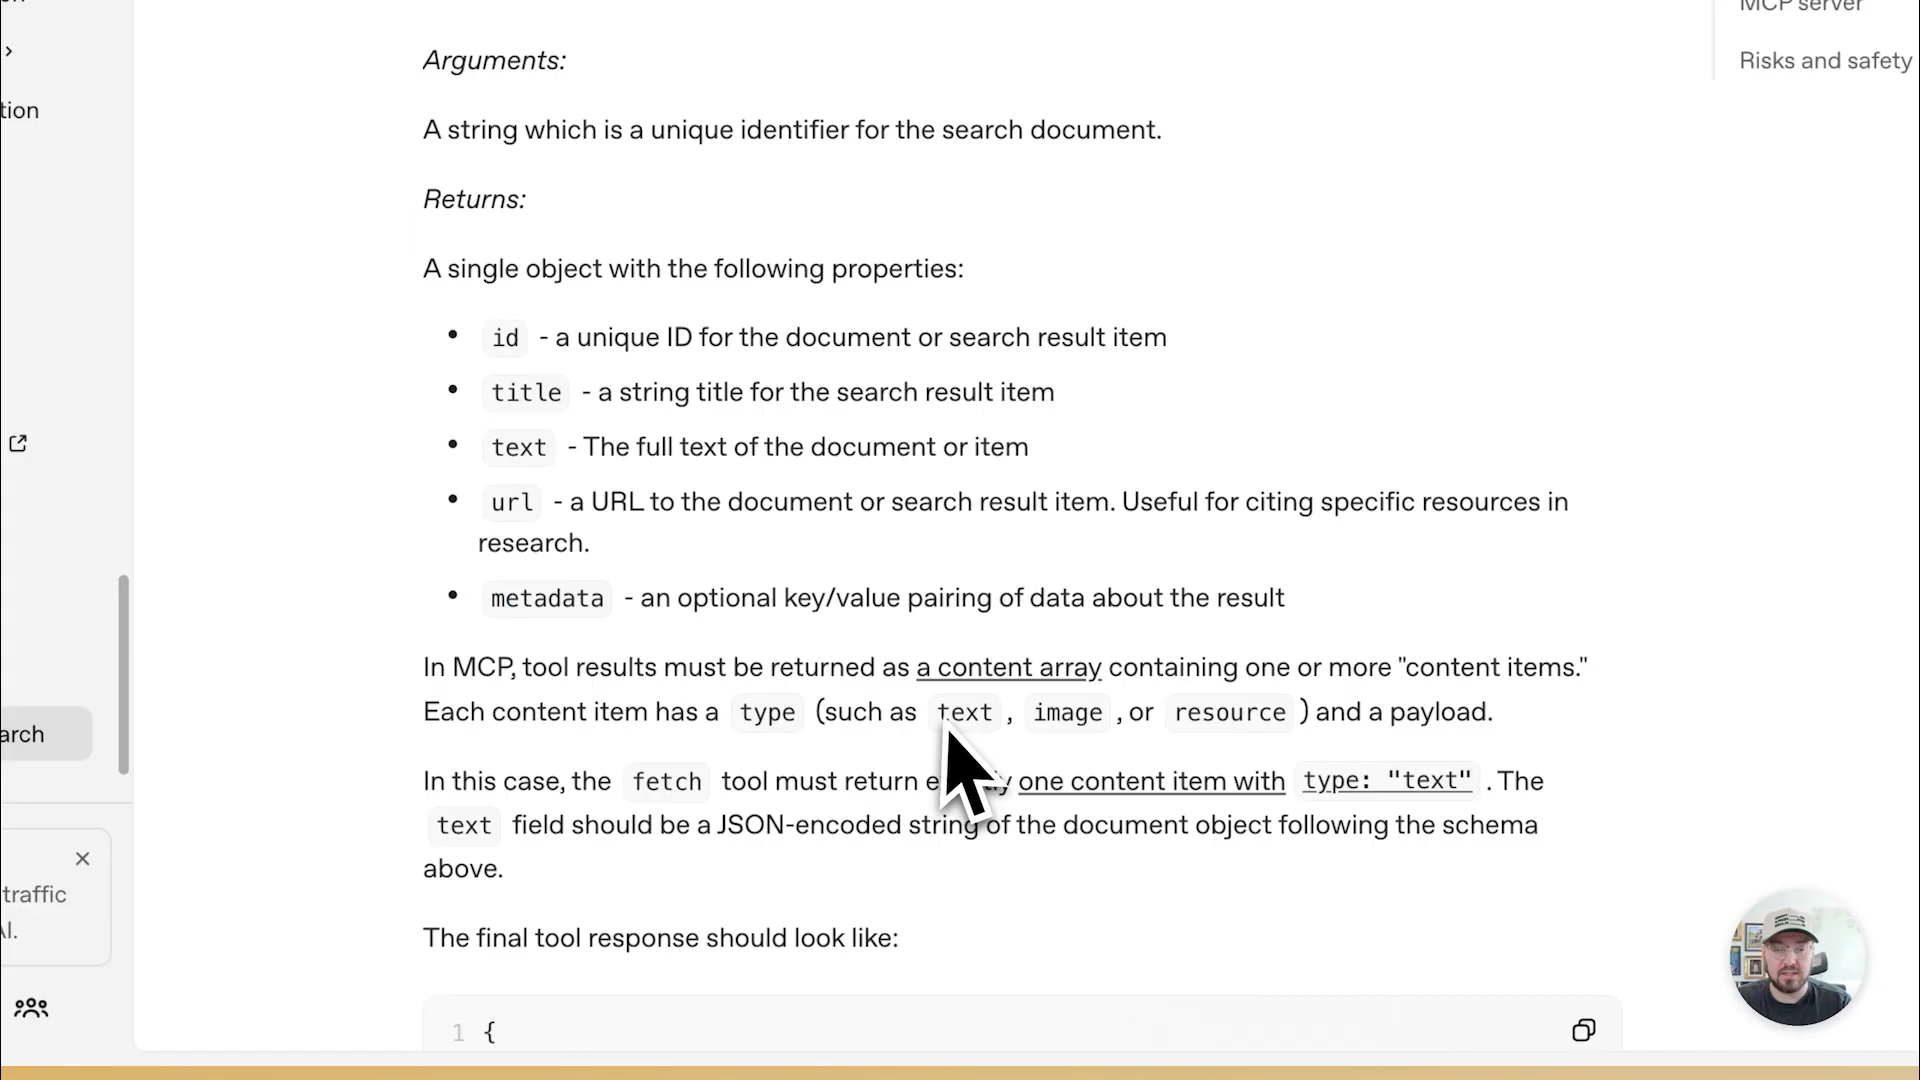 MCP server
Risks and safety
tion
traffic
AI.
arch
Arguments:
A string which is a unique identifier for the search document.
Returns:
A single object with the following properties:
• id - a unique ID for the document or search result item
• title - a string title for the search result item
• text - The full text of the document or item
• url - a URL to the document or search result item. Useful for citing specific resources in
research.
• metadata - an optional key/value pairing of data about the result
In MCP, tool results must be returned as a content array containing one or more "content items."
Each content item has a type (such as text , image , or resource ) and a payload.
In this case, the fetch tool must return one content item with type: "text" . The
text field should be a JSON-encoded string of the document object following the schema
above.
The final tool response should look like:
1 {